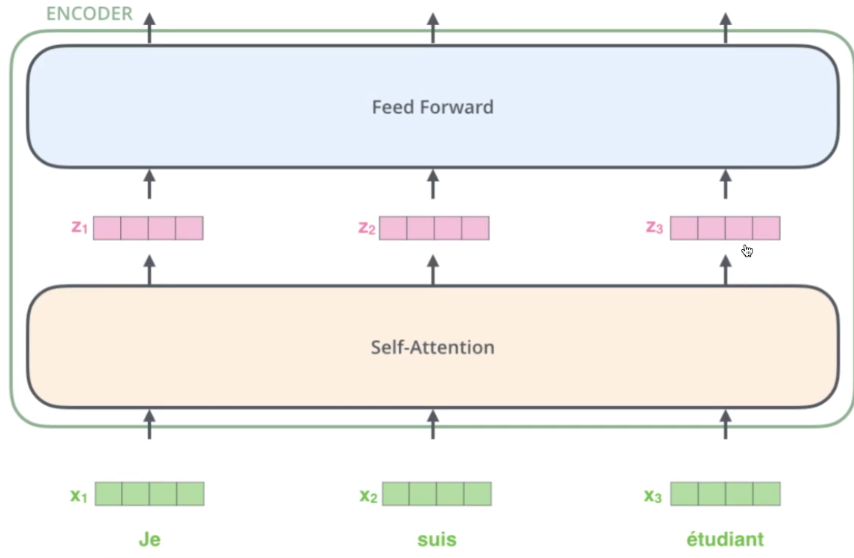 ENCODER
Feed Forward
z₁ z₂ z₃
Self-Attention
x₁ x₂ x₃
Je suis étudiant